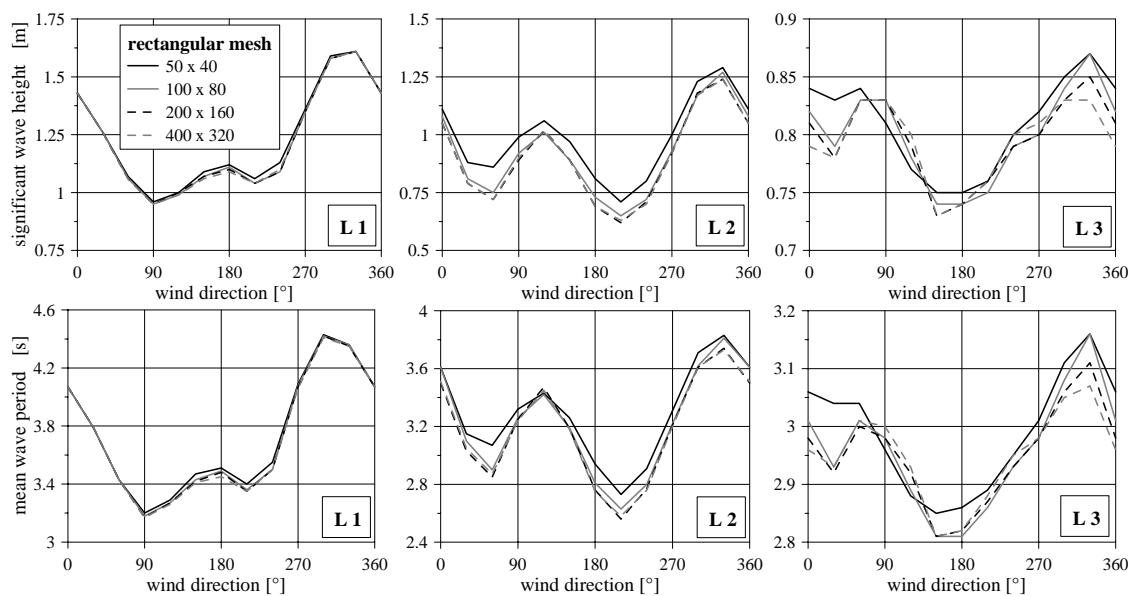 significant wave height [m]
1.75
1.5
1.25
1
0.75
rectangular mesh
50 x 40
100 x 80
200 x 160
400 x 320
L 1
0 90 180 270 360
wind direction [°]
1.5
1.25
1
0.75
0.5
L 2
0 90 180 270 360
wind direction [°]
0.9
0.85
0.8
0.75
0.7
L 3
0 90 180 270 360
wind direction [°]
mean wave period [s]
4.6
4.2
3.8
3.4
3
L 1
0 90 180 270 360
wind direction [°]
4
3.6
3.2
2.8
2.4
L 2
0 90 180 270 360
wind direction [°]
3.2
3.1
3
2.9
2.8
L 3
0 90 180 270 360
wind direction [°]